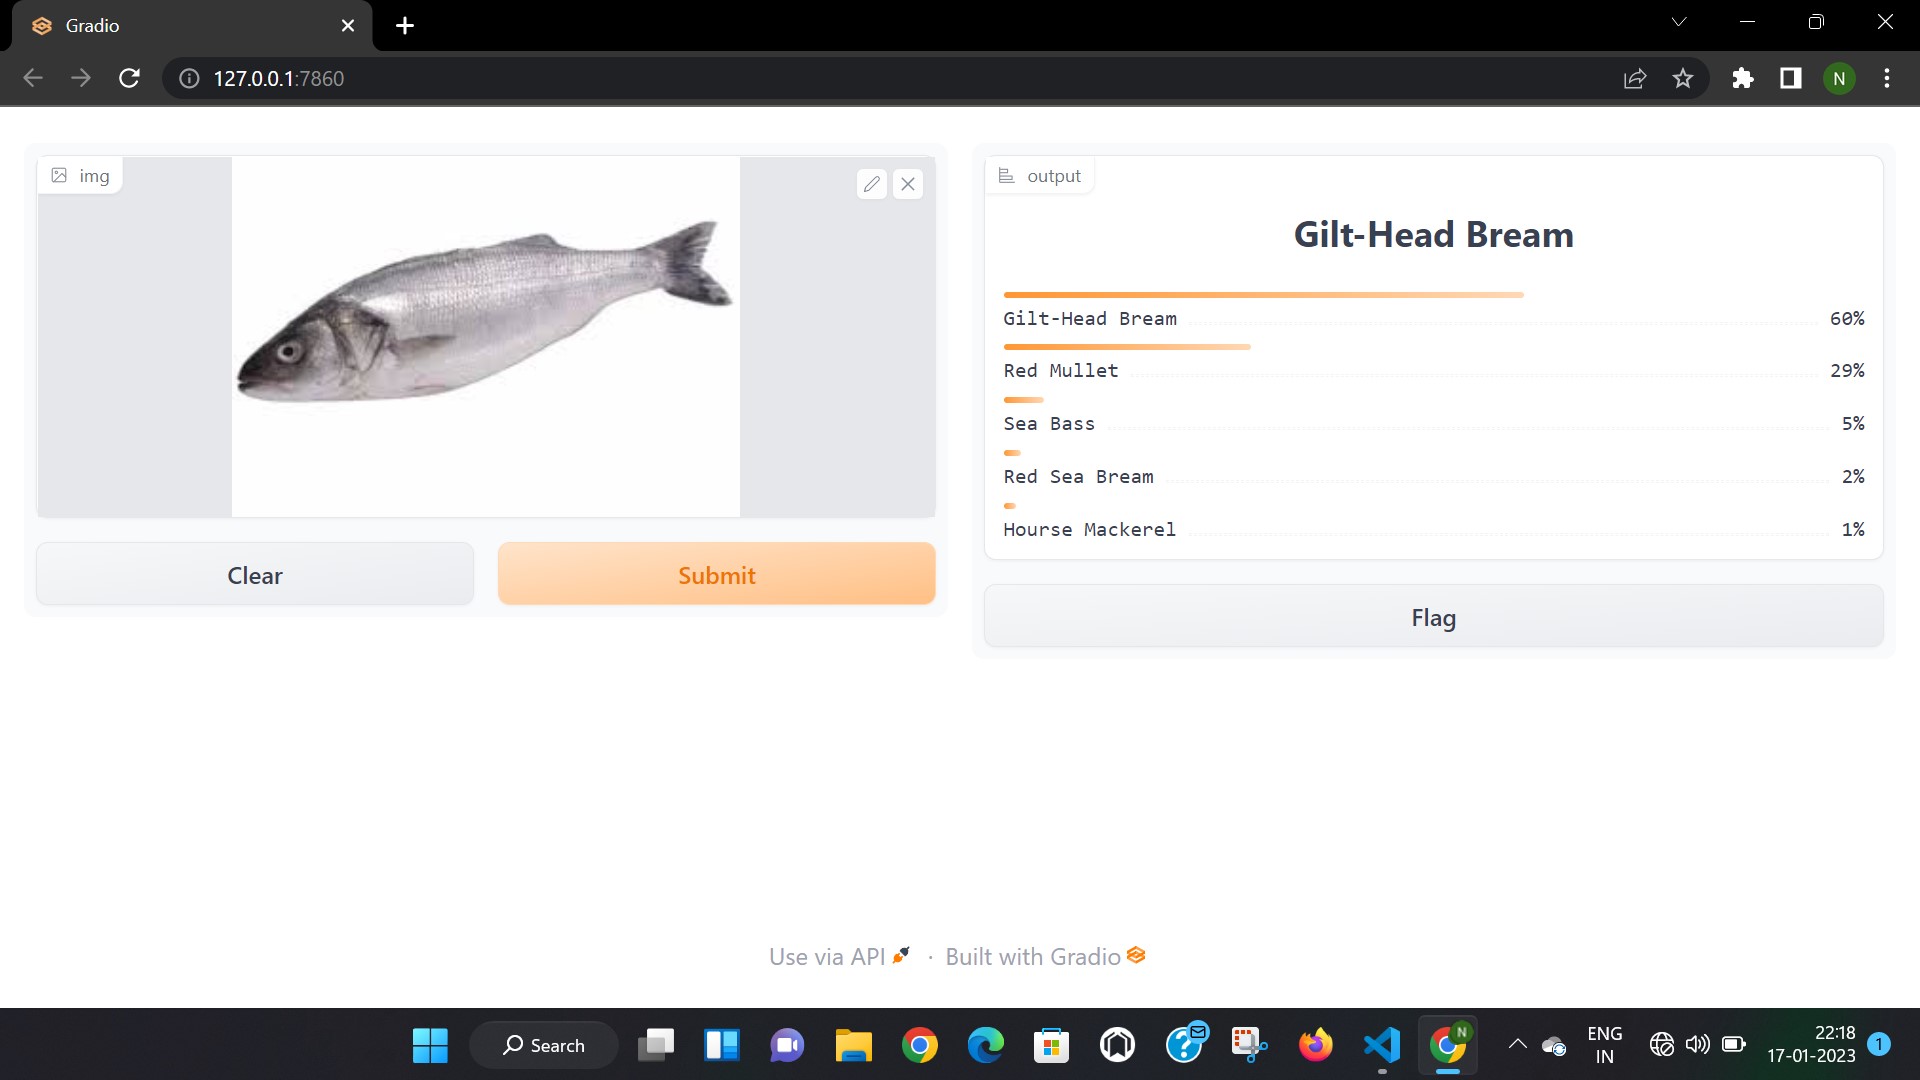 Gradio
127.0.0.1:7860
N
img
output
Gilt-Head Bream
Gilt-Head Bream 60%
Red Mullet 29%
Sea Bass 5%
Red Sea Bream 2%
Hourse Mackerel 1%
Clear
Submit
Flag
Use via API · Built with Gradio
Search
N
ENG
IN
22:18
17-01-2023
1